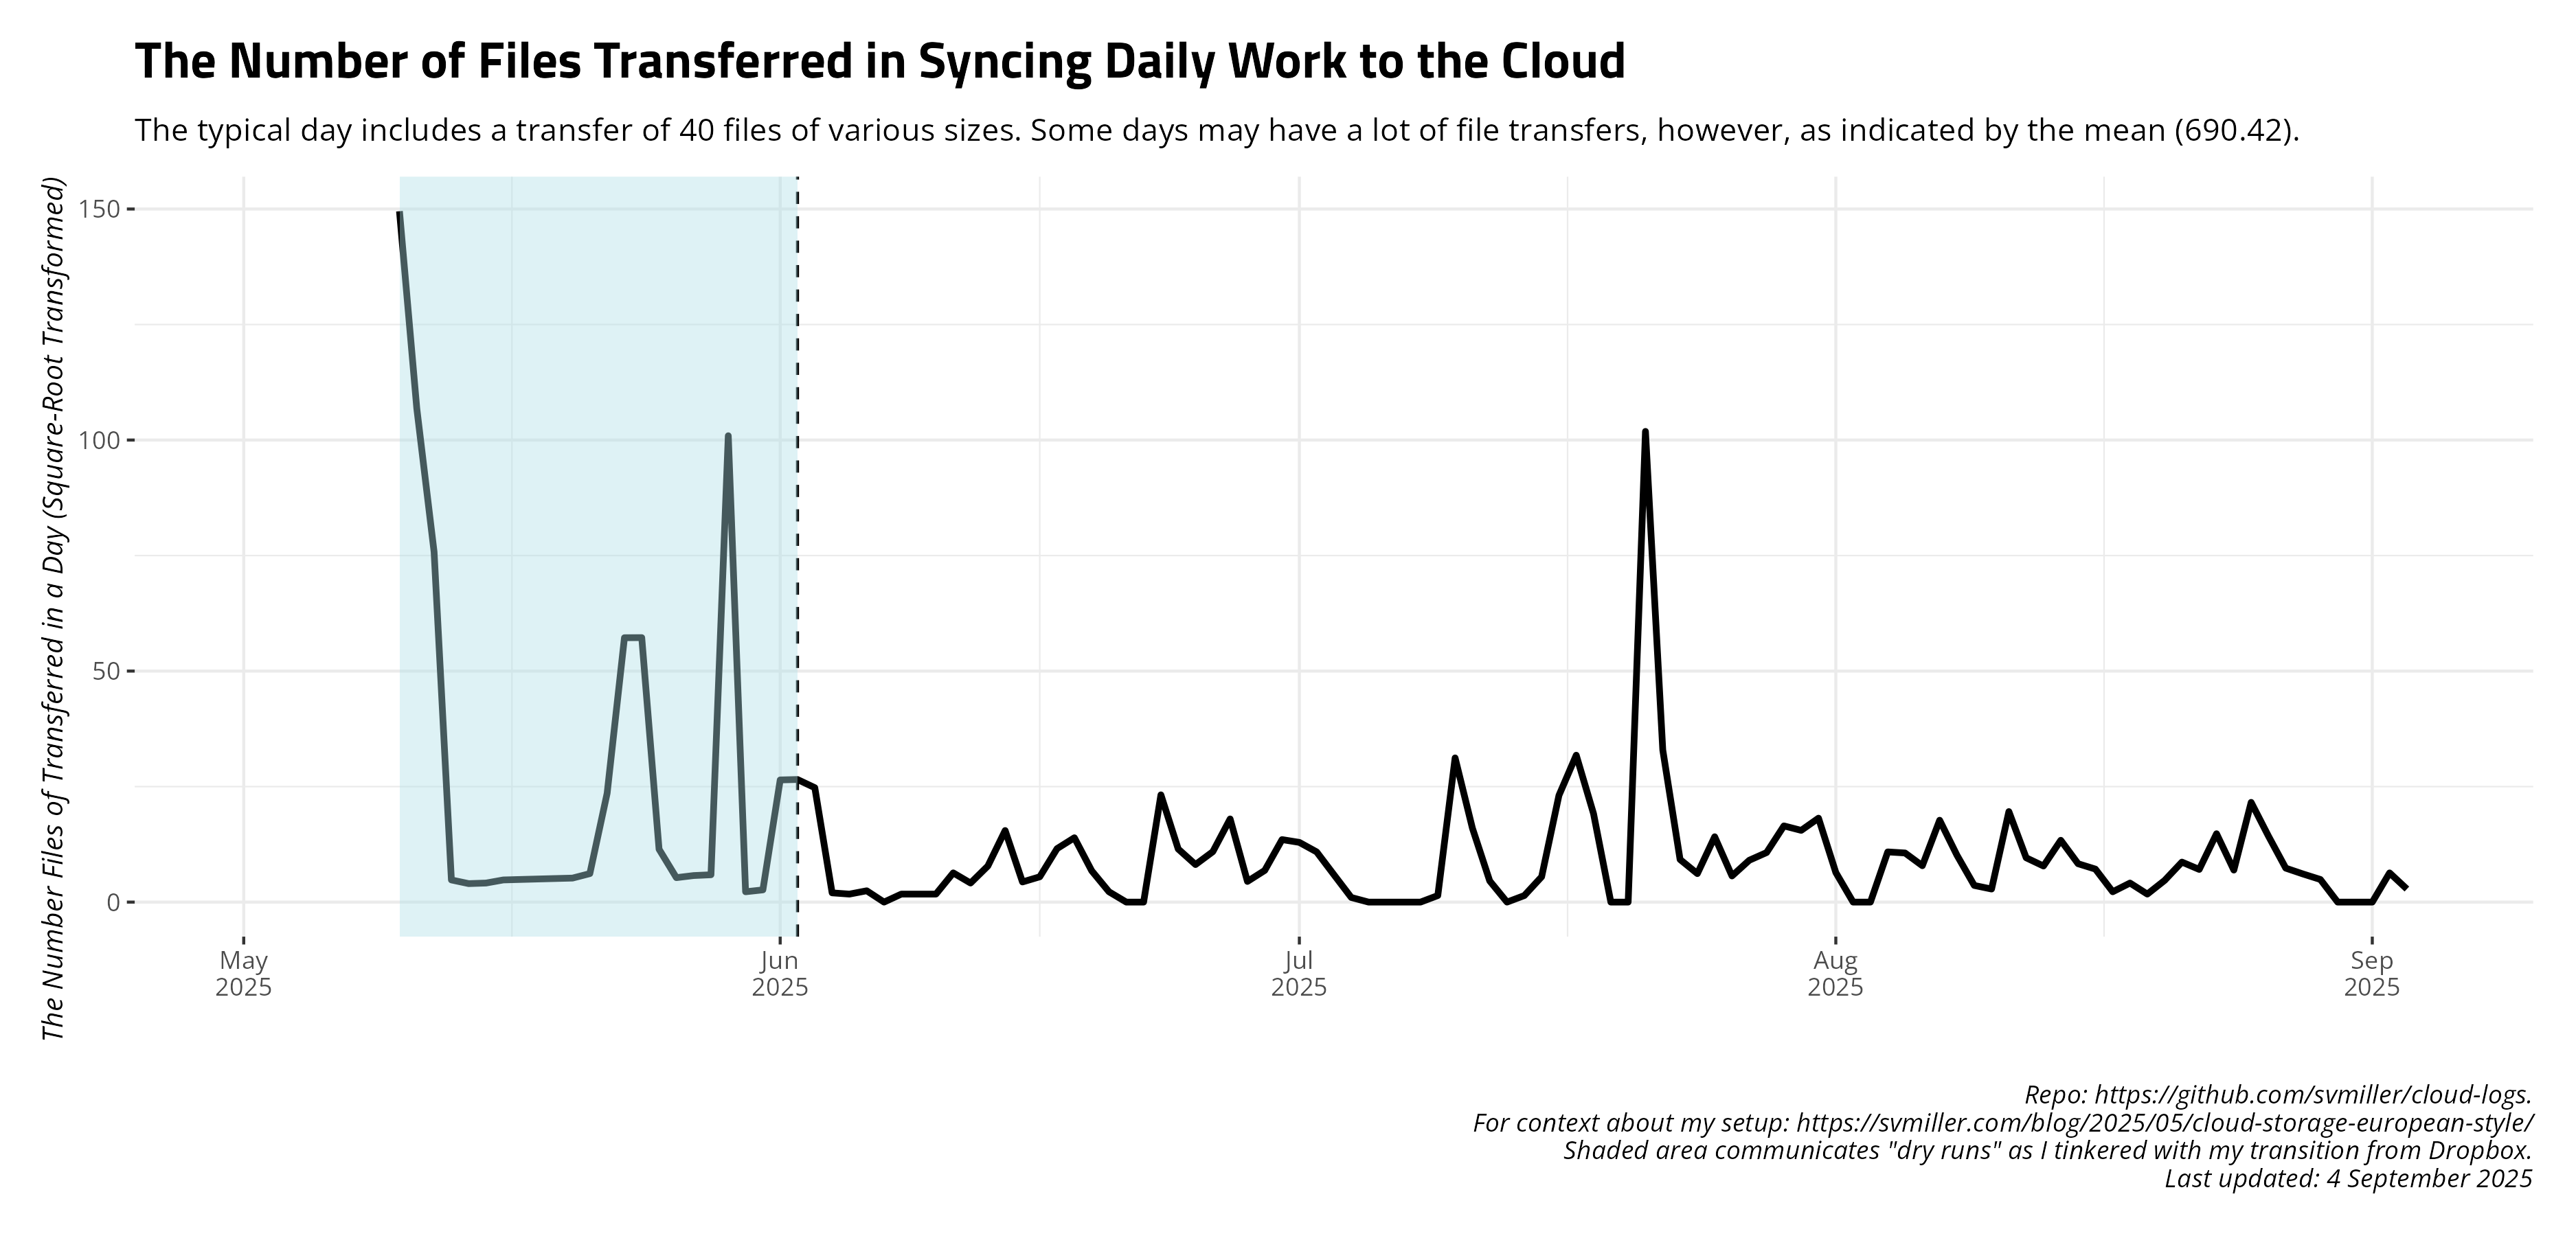 The Number of Files Transferred in Syncing Daily Work to the Cloud
The typical day includes a transfer of 40 files of various sizes. Some days may have a lot of file transfers, however, as indicated by the mean (690.42).
The Number Files of Transferred in a Day (Square-Root Transformed)
150
100
50
0
May
2025
Jun
2025
Jul
2025
Aug
2025
Sep
2025
Repo: https://github.com/svmiller/cloud-logs.
For context about my setup: https://svmiller.com/blog/2025/05/cloud-storage-european-style/
Shaded area communicates "dry runs" as I tinkered with my transition from Dropbox.
Last updated: 4 September 2025